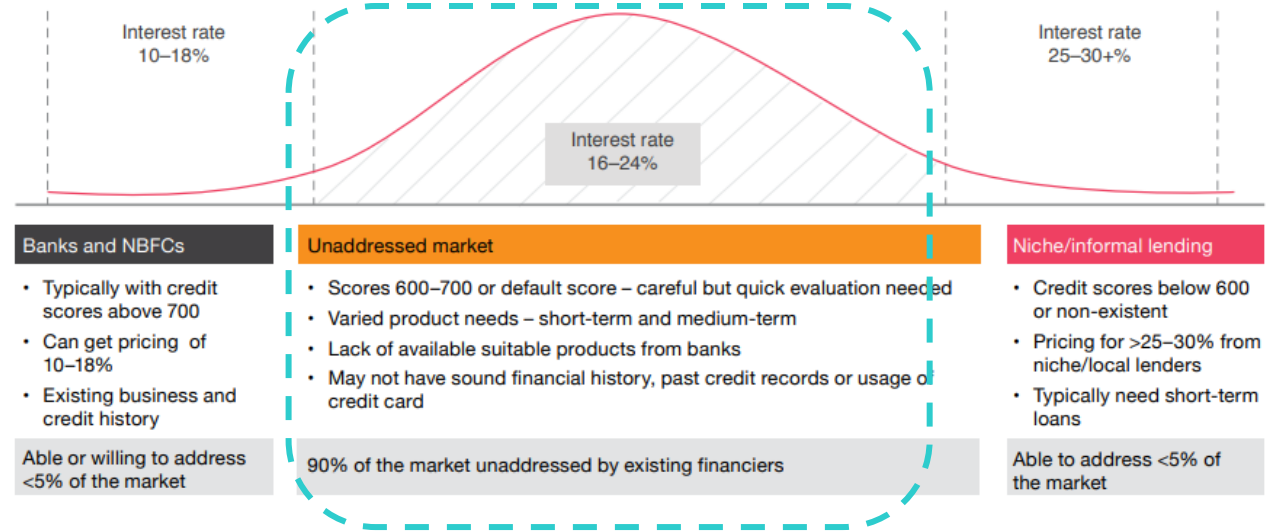 Interest rate
10–18%
Interest rate
16–24%
Interest rate
25–30+%
Banks and NBFCs
• Typically with credit
scores above 700
• Can get pricing of
10–18%
• Existing business and
credit history
Able or willing to address
<5% of the market
Unaddressed market
• Scores 600–700 or default score – careful but quick evaluation needed
• Varied product needs – short-term and medium-term
• Lack of available suitable products from banks
• May not have sound financial history, past credit records or usage of
credit card
90% of the market unaddressed by existing financiers
Niche/informal lending
• Credit scores below 600
or non-existent
• Pricing for >25–30% from
niche/local lenders
• Typically need short-term
loans
Able to address <5% of
the market